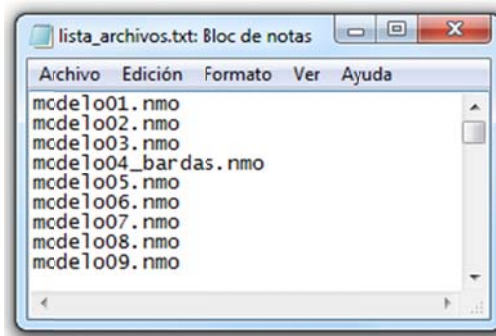 lista_archivos.txt: Bloc de notas
Archivo Edición Formato Ver Ayuda
modelo01.nmo
modelo02.nmo
modelo03.nmo
modelo04_bardas.nmo
modelo05.nmo
modelo06.nmo
modelo07.nmo
modelo08.nmo
modelo09.nmo